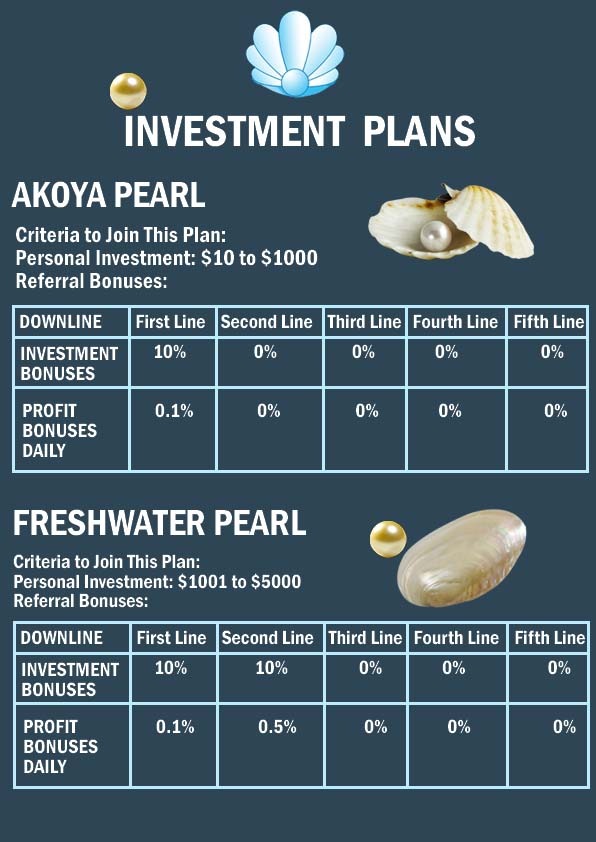 INVESTMENT PLANS
AKOYA PEARL
Criteria to Join This Plan:
Personal Investment: $10 to $1000
Referral Bonuses:
DOWNLINE First Line Second Line Third Line Fourth Line Fifth Line
INVESTMENT BONUSES 10% 0% 0% 0% 0%
PROFIT BONUSES DAILY 0.1% 0% 0% 0% 0%
FRESHWATER PEARL
Criteria to Join This Plan:
Personal Investment: $1001 to $5000
Referral Bonuses:
DOWNLINE First Line Second Line Third Line Fourth Line Fifth Line
INVESTMENT BONUSES 10% 10% 0% 0% 0%
PROFIT BONUSES DAILY 0.1% 0.5% 0% 0% 0%